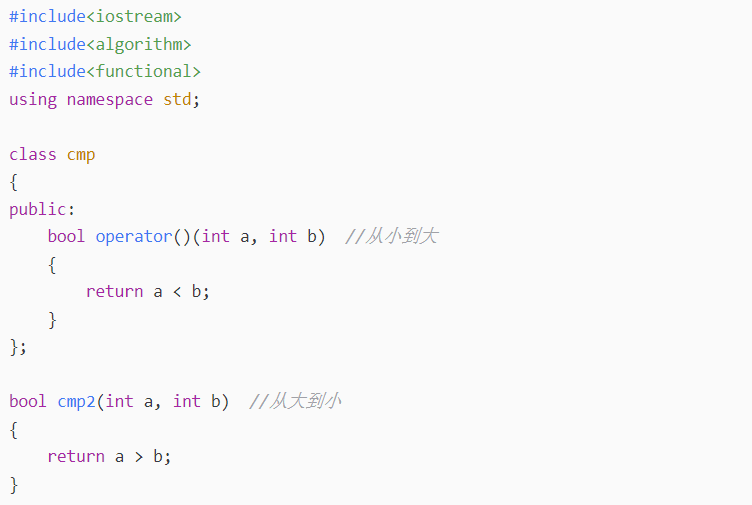 #include<iostream>
#include<algorithm>
#include<functional>
using namespace std;

class cmp
{
public:
    bool operator()(int a, int b)  //从小到大
    {
        return a < b;
    }
};

bool cmp2(int a, int b)  //从大到小
{
    return a > b;
}